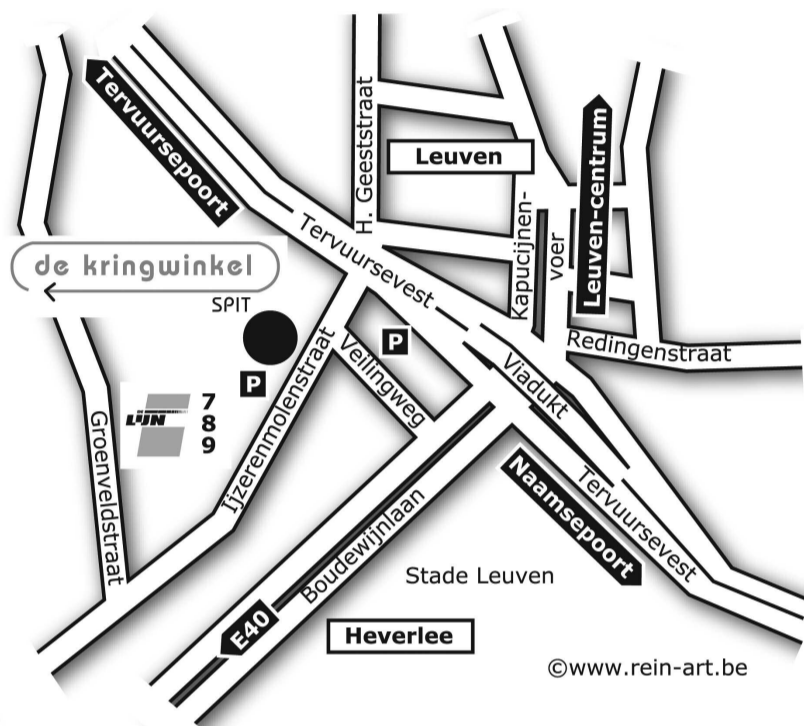 Tervuursepoort
H. Geeststraat
Leuven
Leuven-centrum
Kapucijnen-
voer
Tervuursevest
de kringwinkel
SPIT
P
P
Redingenstraat
Viadukt
Veilingweg
Ijzerenmolenstraat
LIJN
7
8
9
Groenveldstraat
Boudewijnlaan
Naamsepoort
Tervuursevest
Stade Leuven
E40
Heverlee
©www.rein-art.be